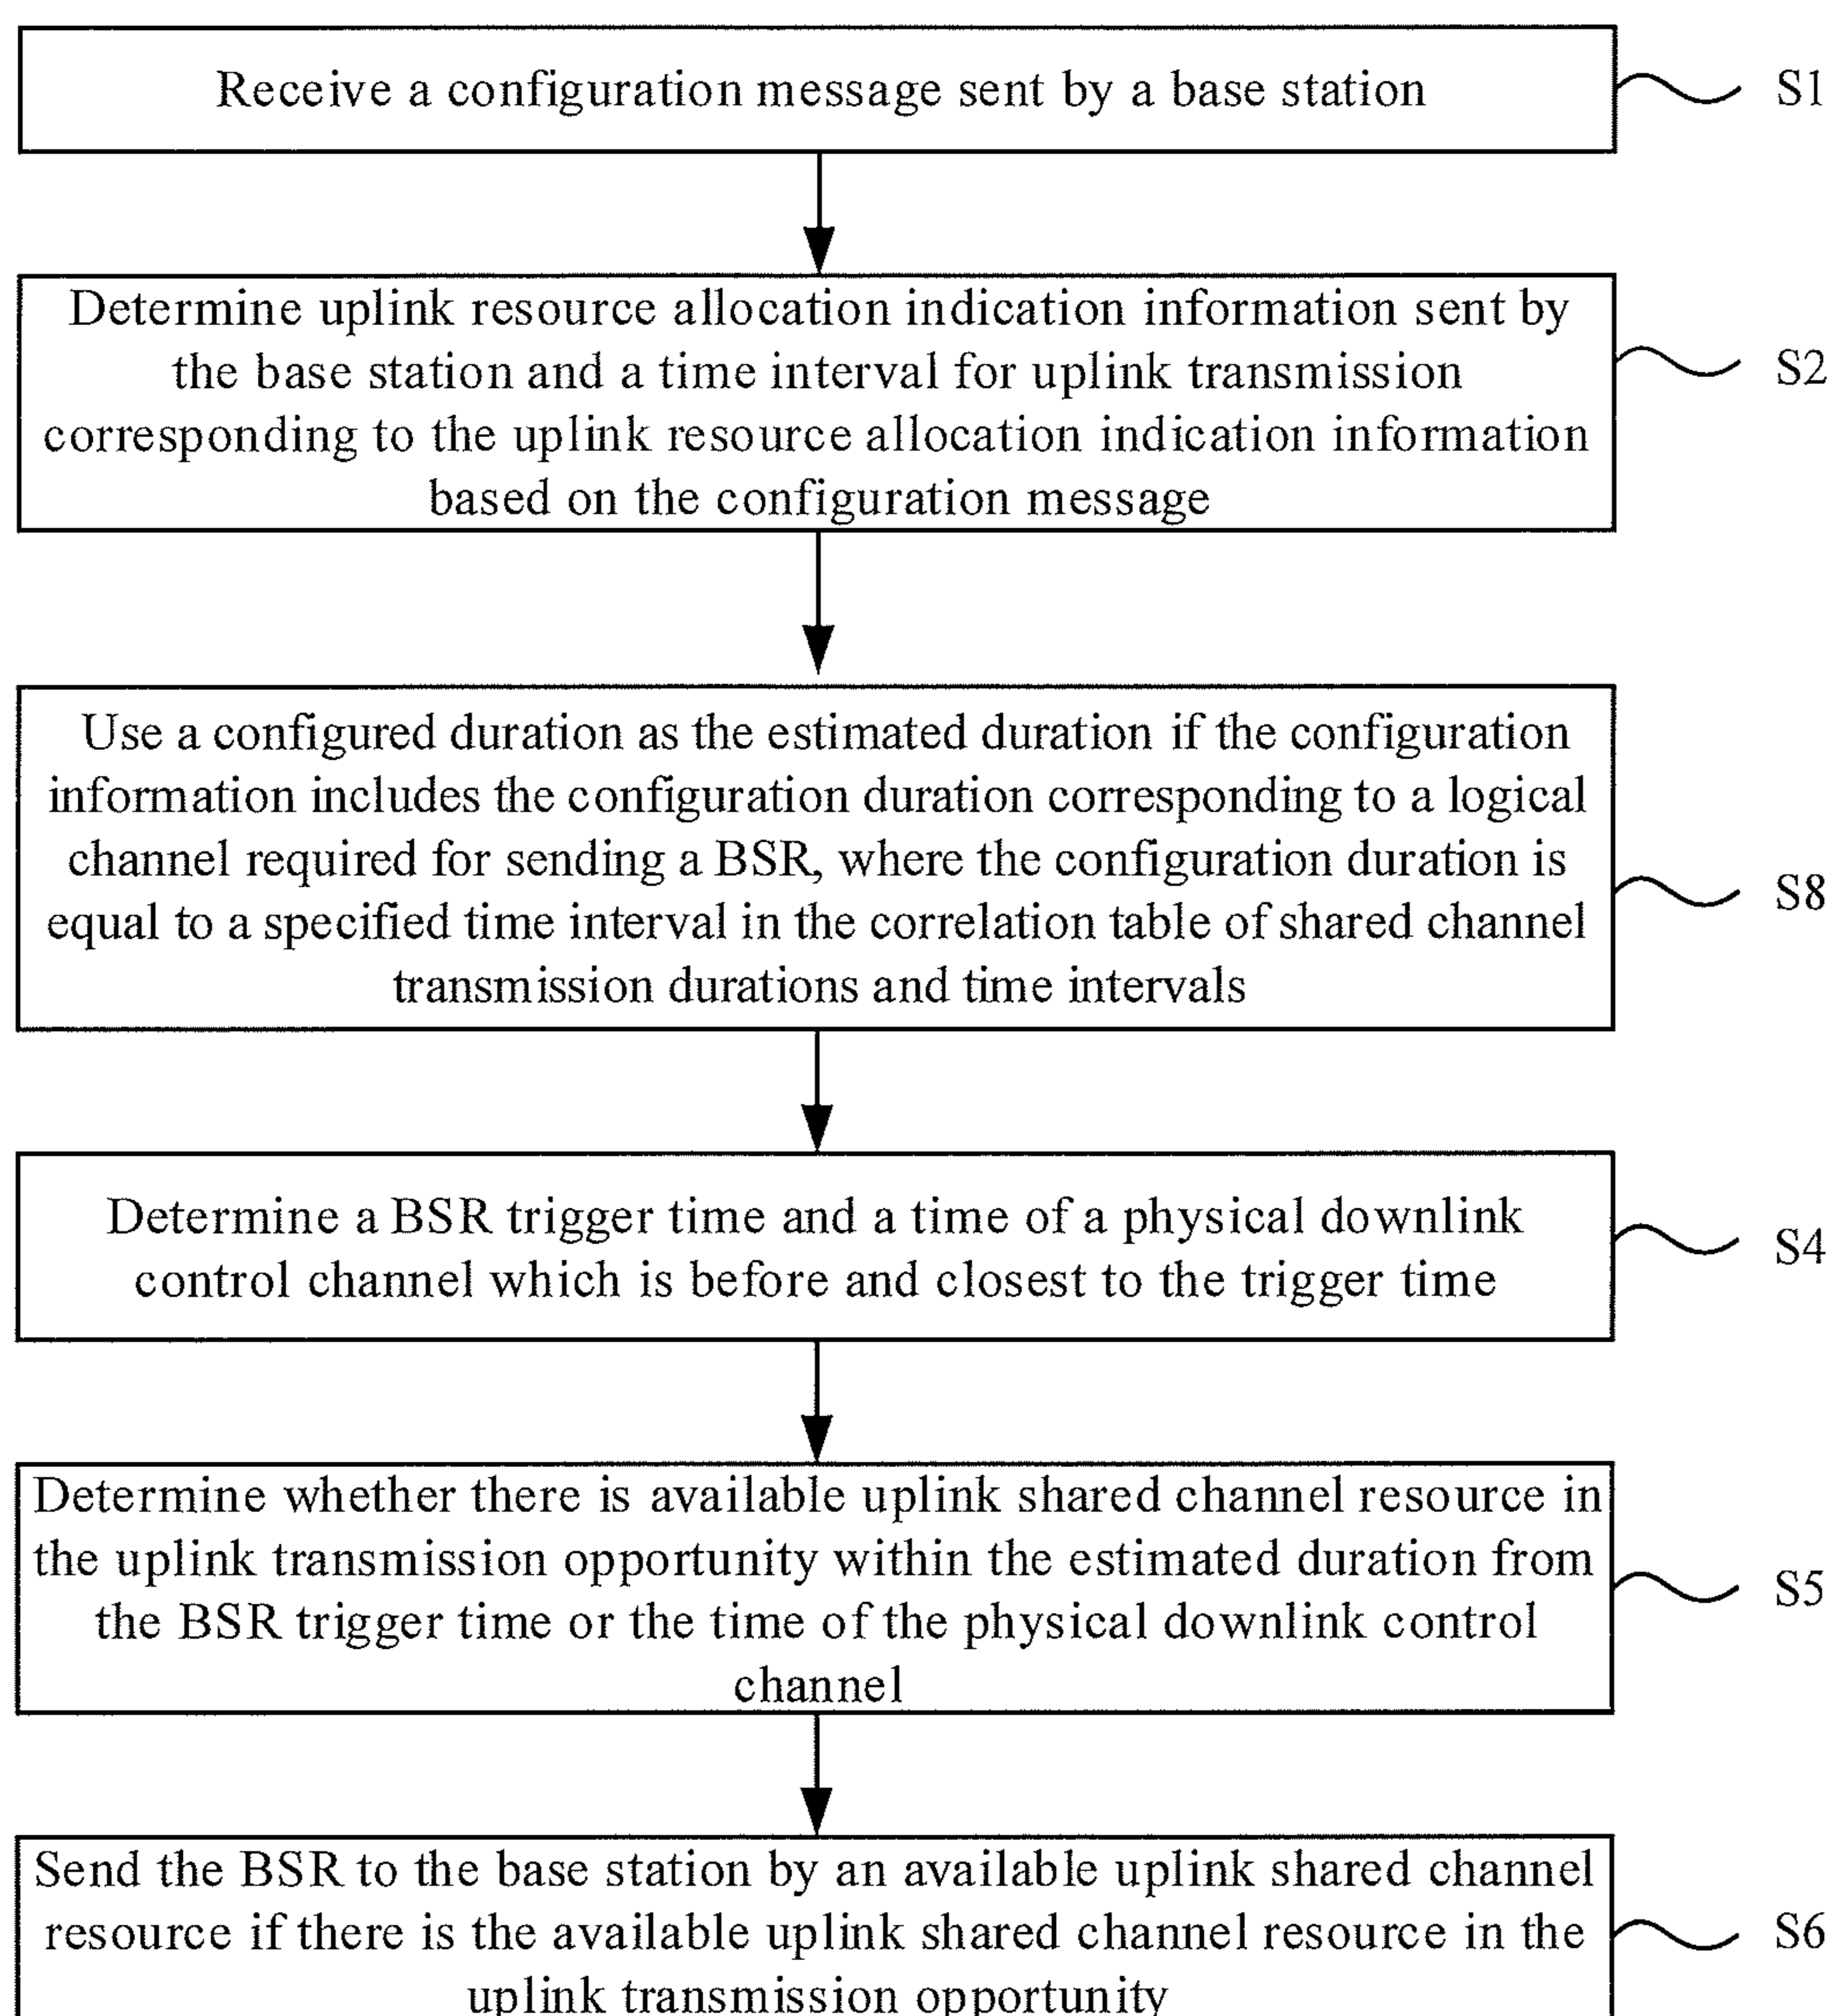 Receive a configuration message sent by a base station
S1
Determine uplink resource allocation indication information sent by
the base station and a time interval for uplink transmission
corresponding to the uplink resource allocation indication information
based on the configuration message
S2
Use a configured duration as the estimated duration if the configuration
information includes the configuration duration corresponding to a logical
channel required for sending a BSR, where the configuration duration is
equal to a specified time interval in the correlation table of shared channel
transmission durations and time intervals
S8
Determine a BSR trigger time and a time of a physical downlink
control channel which is before and closest to the trigger time
S4
Determine whether there is available uplink shared channel resource in
the uplink transmission opportunity within the estimated duration from
the BSR trigger time or the time of the physical downlink control
channel
S5
Send the BSR to the base station by an available uplink shared channel
resource if there is the available uplink shared channel resource in the
uplink transmission opportunity
S6